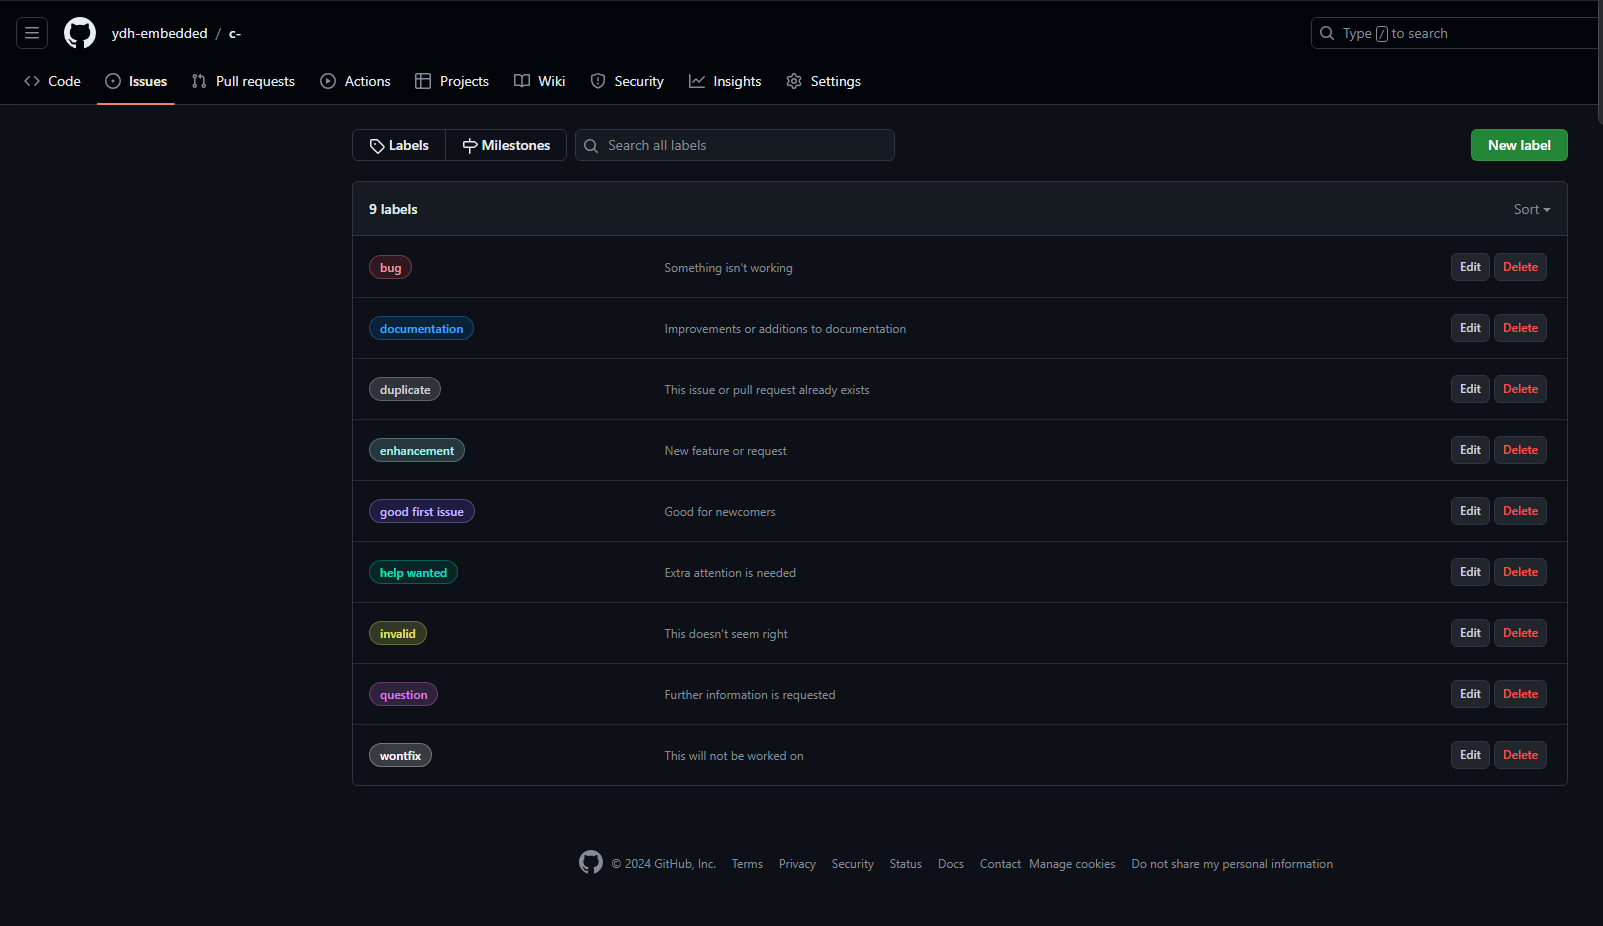 ydh-embedded / c-
Type / to search
Code Issues Pull requests Actions Projects Wiki Security Insights Settings
Labels Milestones Search all labels New label
9 labels Sort
bug Something isn't working Edit Delete
documentation Improvements or additions to documentation Edit Delete
duplicate This issue or pull request already exists Edit Delete
enhancement New feature or request Edit Delete
good first issue Good for newcomers Edit Delete
help wanted Extra attention is needed Edit Delete
invalid This doesn't seem right Edit Delete
question Further information is requested Edit Delete
wontfix This will not be worked on Edit Delete
© 2024 GitHub, Inc. Terms Privacy Security Status Docs Contact Manage cookies Do not share my personal information